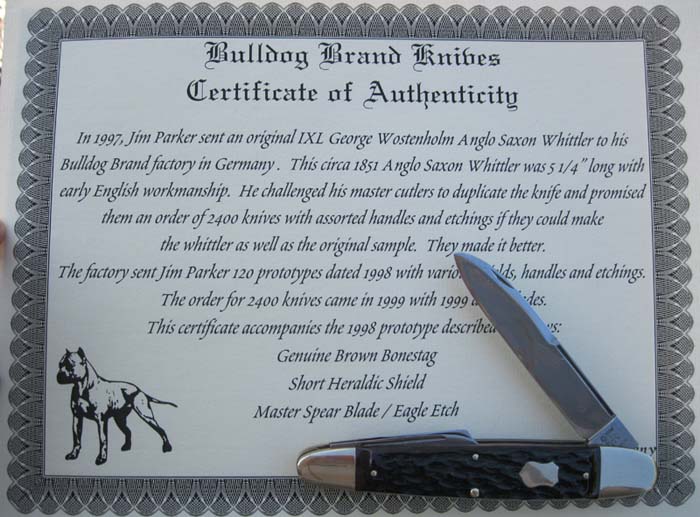 Bulldog Brand Knives
Certificate of Authenticity
In 1997, Jim Parker sent an original IXL George Wostenholm Anglo Saxon Whittler to his
Bulldog Brand factory in Germany . This circa 1851 Anglo Saxon Whittler was 5 1/4" long with
early English workmanship. He challenged his master cutlers to duplicate the knife and promised
them an order of 2400 knives with assorted handles and etchings if they could make
the whittler as well as the original sample. They made it better.
The factory sent Jim Parker 120 prototypes dated 1998 with handles and etchings.
The order for 2400 knives came in 1999 with 1999
This certificate accompanies the 1998 prototype described
Genuine Brown Bonestag
Short Heraldic Shield
Master Spear Blade / Eagle Etch